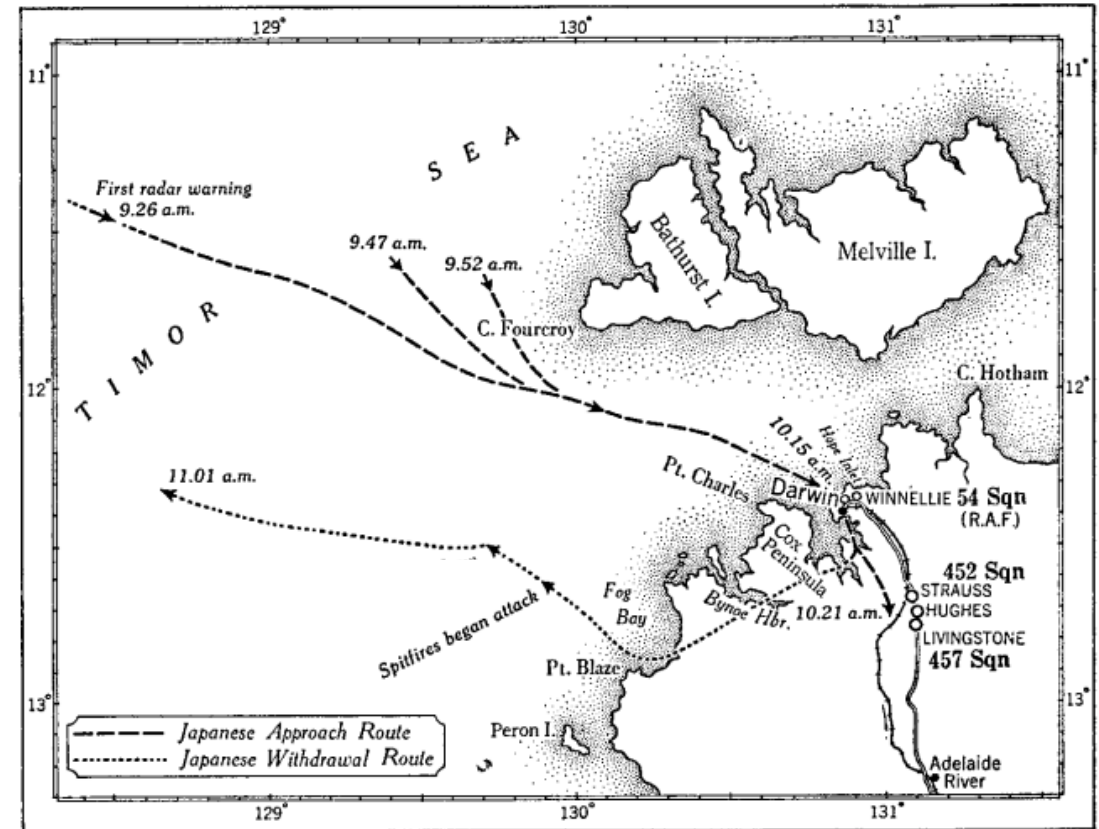 129°
130°
131°
11°
11°
SEA
First radar warning
9.26 a.m.
9.47 a.m.
9.52 a.m.
Bathurst I.
Melville I.
TIMOR
C. Fourcroy
12°
12°
C. Hotham
10.15 a.m.
Hope Inlet
Pt. Charles
11.01 a.m.
Darwin
WINNELLIE 54 Sqn
(R.A.F.)
Cox
Peninsula
452 Sqn
STRAUSS
Fog
Bay
Bynoe Hbr.
10.21 a.m.
HUGHES
Spitfires began attack
LIVINGSTONE
457 Sqn
Pt. Blaze
13°
13°
Peron I.
Japanese Approach Route
Japanese Withdrawal Route
Adelaide
River
129°
130°
131°